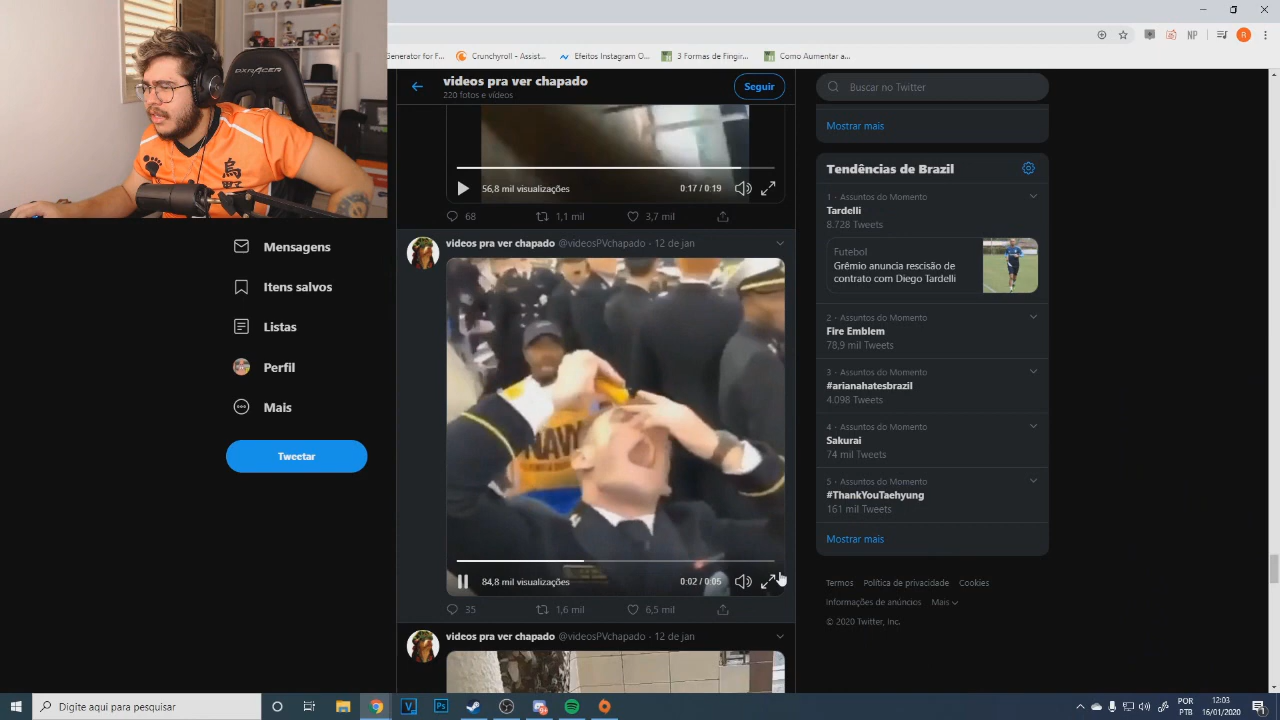 DXRACER
烏
Generator for F...
Crunchyroll - Assist...
Efeitos Instagram O...
3 Formas de Fingir...
Como Aumentar a...
NP
R
videos pra ver chapado
220 fotos e vídeos
Seguir
Buscar no Twitter
Mostrar mais
56,8 mil visualizações
0:17 / 0:19
68
1,1 mil
3,7 mil
Tendências de Brazil
1 - Assuntos do Momento
Tardelli
8.728 Tweets
Futebol
Grêmio anuncia rescisão de
contrato com Diego Tardelli
2 - Assuntos do Momento
Fire Emblem
78,9 mil Tweets
3 - Assuntos do Momento
#arianahatesbrazil
4.098 Tweets
4 - Assuntos do Momento
Sakurai
74 mil Tweets
5 - Assuntos do Momento
#ThankYouTaehyung
161 mil Tweets
Mostrar mais
Termos Política de privacidade Cookies
Informações de anúncios Mais
© 2020 Twitter, Inc.
Mensagens
Itens salvos
Listas
Perfil
Mais
Tweetar
videos pra ver chapado @videosPVchapado · 12 de jan
NAVY
84,8 mil visualizações
0:02 / 0:05
35
1,6 mil
6,5 mil
videos pra ver chapado @videosPVchapado · 12 de jan
Digite aqui para pesquisar
V
Ps
POR
PTB
12:03
16/01/2020